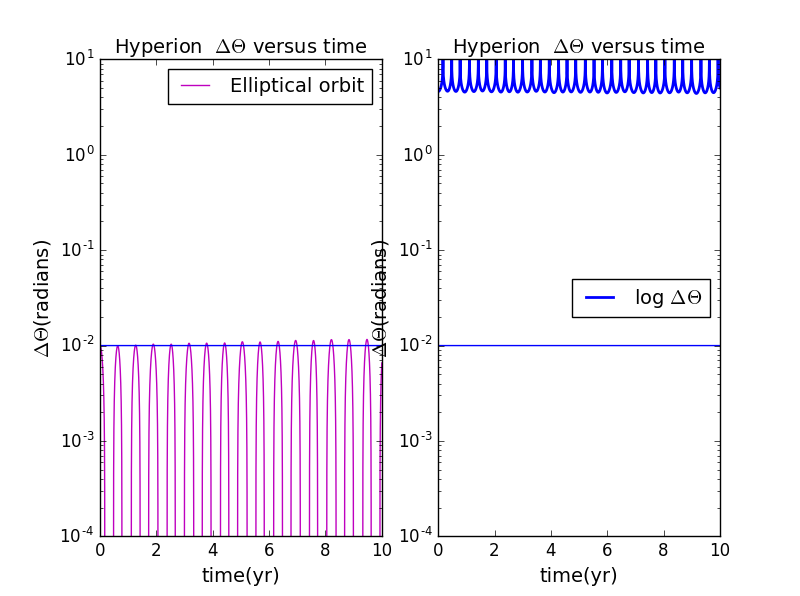 Hyperion ΔΘ versus time
Elliptical orbit
10^1
10^0
10^-1
10^-2
10^-3
10^-4
ΔΘ(radians)
0 2 4 6 8 10
time(yr)
Hyperion ΔΘ versus time
log ΔΘ
10^1
10^0
10^-1
10^-2
10^-3
10^-4
ΔΘ(radians)
0 2 4 6 8 10
time(yr)